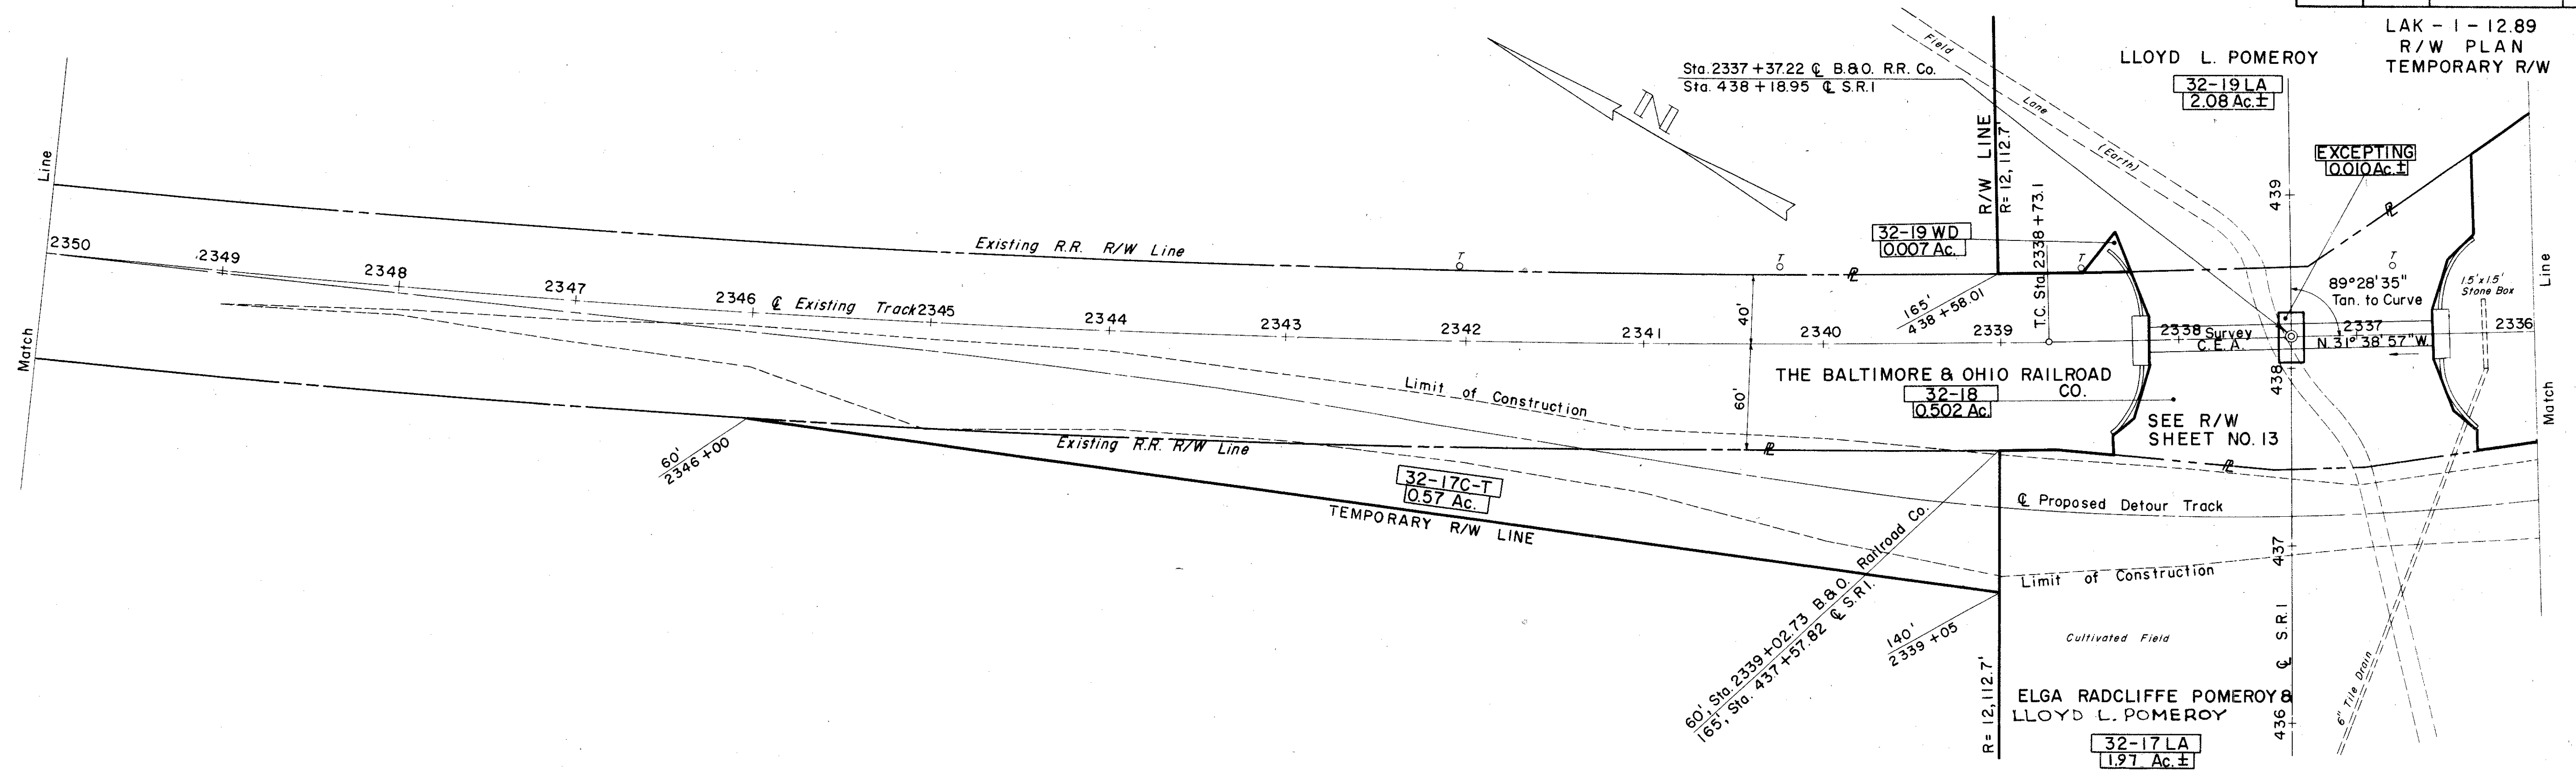 LAK - 1 - 12.89
R/W PLAN
TEMPORARY R/W
LLOYD L. POMEROY
32-19 LA
2.08 Ac.±
Field
Lane
(Earth)
Sta. 2337 + 37.22 ℄ B.&O. R.R. Co.
Sta. 438 + 18.95 ℄ S.R.1
N
R/W LINE
R = 12,112.7'
T.C. Sta. 2338 + 73.1
EXCEPTING
0.010 Ac.±
439
32-19 WD
0.007 Ac.
Line
Match
2350
2349
2348
2347
2346
℄ Existing Track
2345
2344
2343
2342
2341
2340
2339
2338
2337
2336
Existing R.R. R/W Line
T
T
T
T
℄
40'
60'
165'
438 + 58.01
Survey
C.E.A.
N. 31° 38' 57" W.
89° 28' 35"
Tan. to Curve
1.5' x 1.5'
Stone Box
Line
Match
438
THE BALTIMORE & OHIO RAILROAD
CO.
32-18
0.502 Ac.
SEE R/W
SHEET NO. 13
Limit of Construction
Existing R.R. R/W Line
60'
2346 + 00
32-17C-T
0.57 Ac.
TEMPORARY R/W LINE
℄ Proposed Detour Track
437
Limit of Construction
60', Sta. 2339 + 02.73 B.&O. Railroad Co.
165', Sta. 437 + 57.82 ℄ S.R.1.
140'
2339 + 05
℄ S.R.1
Cultivated Field
6" Tile Drain
R = 12,112.7'
ELGA RADCLIFFE POMEROY &
LLOYD L. POMEROY
436
32-17 LA
1.97 Ac.±